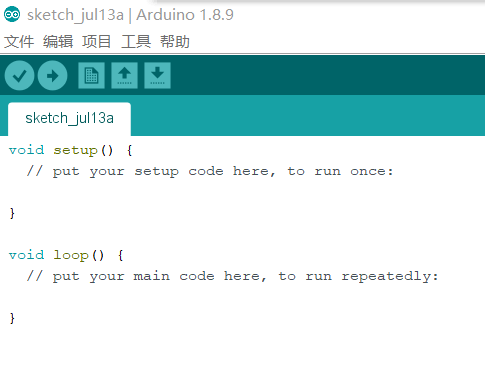 sketch_jul13a | Arduino 1.8.9
文件 编辑 项目 工具 帮助
sketch_jul13a
void setup() {
  // put your setup code here, to run once:
}
void loop() {
  // put your main code here, to run repeatedly:
}